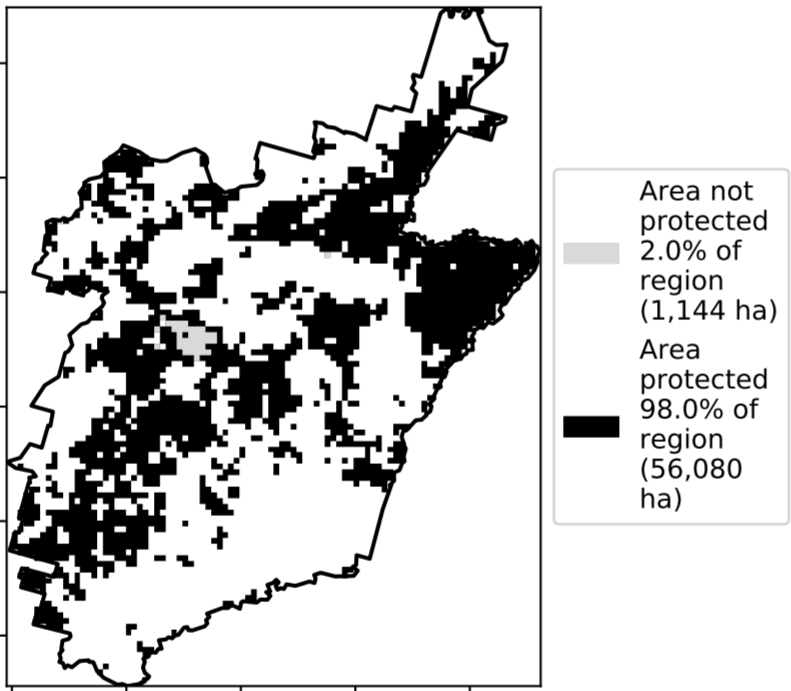 Area not
protected
2.0% of
region
(1,144 ha)
Area
protected
98.0% of
region
(56,080
ha)